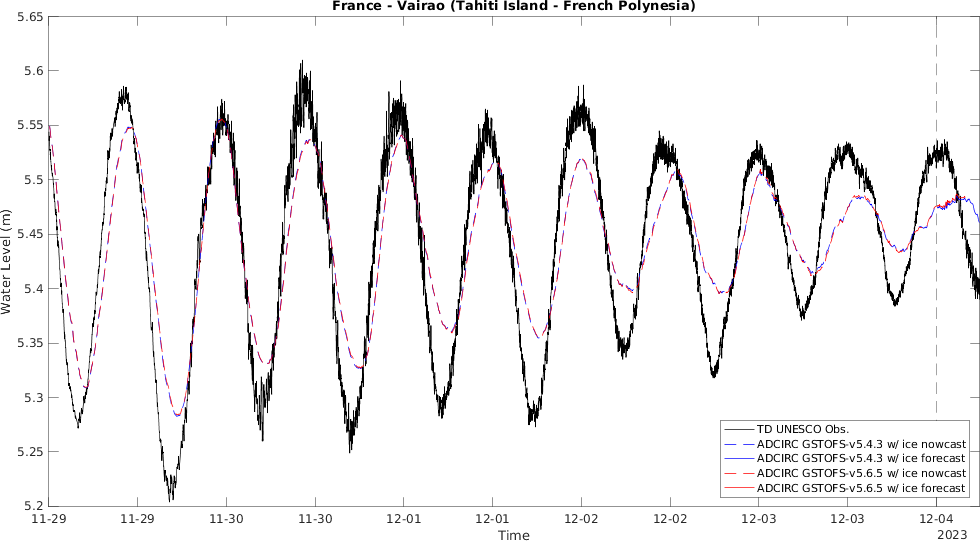 France - Vairao (Tahiti Island - French Polynesia)
5.65
5.6
5.55
5.5
5.45
5.4
5.35
5.3
5.25
5.2
Water Level (m)
11-29 11-29 11-30 11-30 12-01 12-01 12-02 12-02 12-03 12-03 12-04
2023
Time
TD UNESCO Obs.
ADCIRC GSTOFS-v5.4.3 w/ ice nowcast
ADCIRC GSTOFS-v5.4.3 w/ ice forecast
ADCIRC GSTOFS-v5.6.5 w/ ice nowcast
ADCIRC GSTOFS-v5.6.5 w/ ice forecast